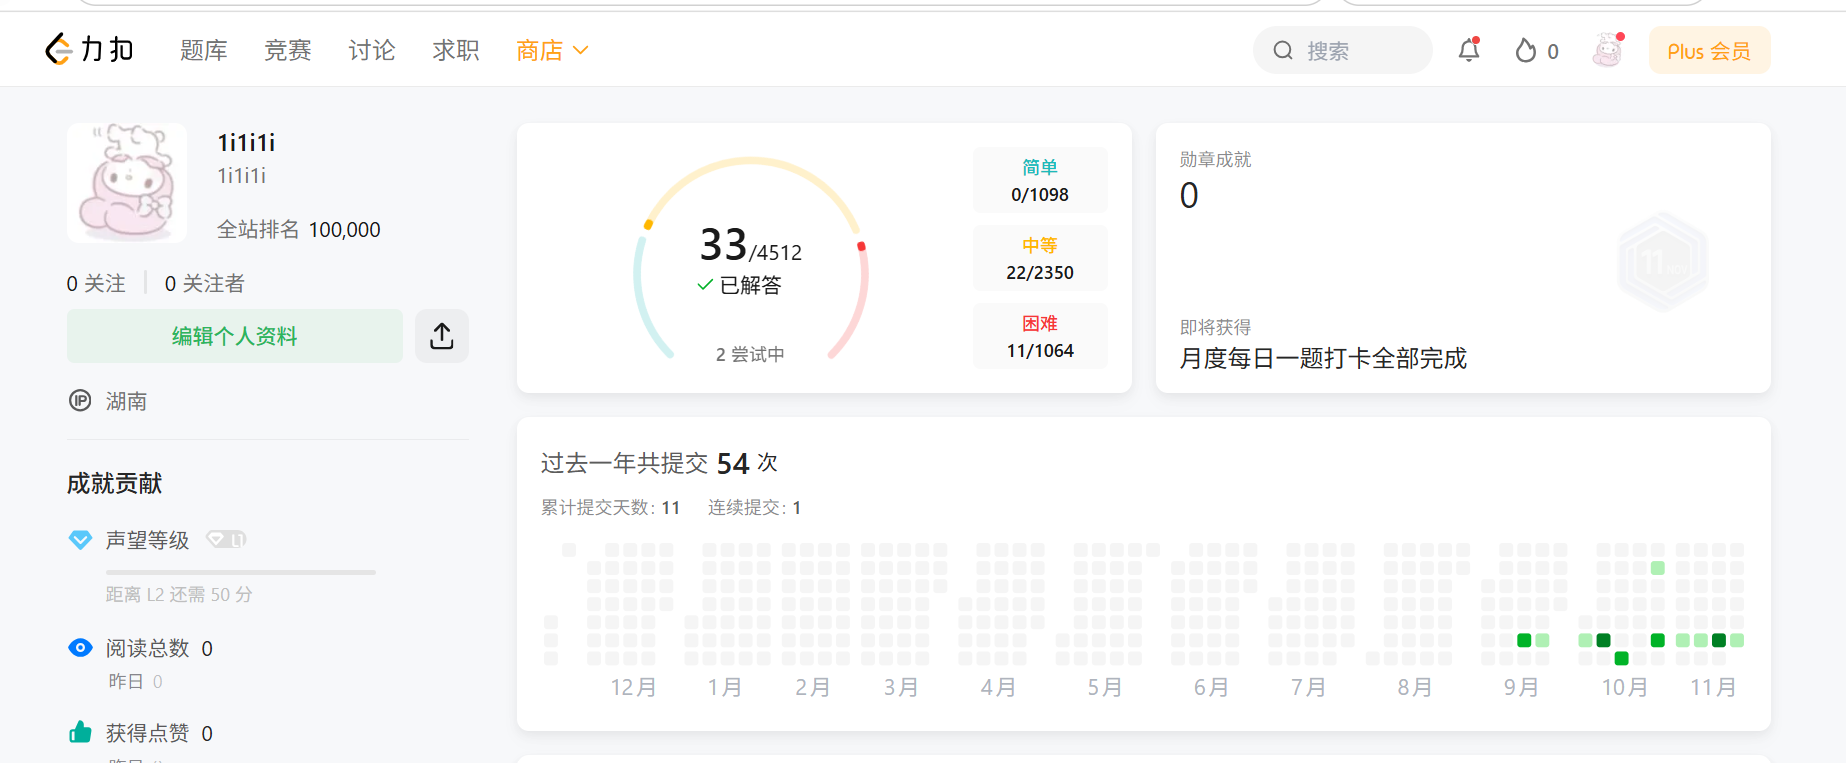 力扣 题库 竞赛 讨论 求职 商店 搜索 0 Plus 会员
1i1i1i
1i1i1i
全站排名 100,000
0 关注 0 关注者
编辑个人资料
湖南
成就贡献
声望等级 L1
距离 L2 还需 50 分
阅读总数 0
昨日 0
获得点赞 0
33/4512
已解答
2 尝试中
简单
0/1098
中等
22/2350
困难
11/1064
勋章成就
0
11
即将获得
月度每日一题打卡全部完成
过去一年共提交 54 次
累计提交天数: 11 连续提交: 1
12月 1月 2月 3月 4月 5月 6月 7月 8月 9月 10月 11月